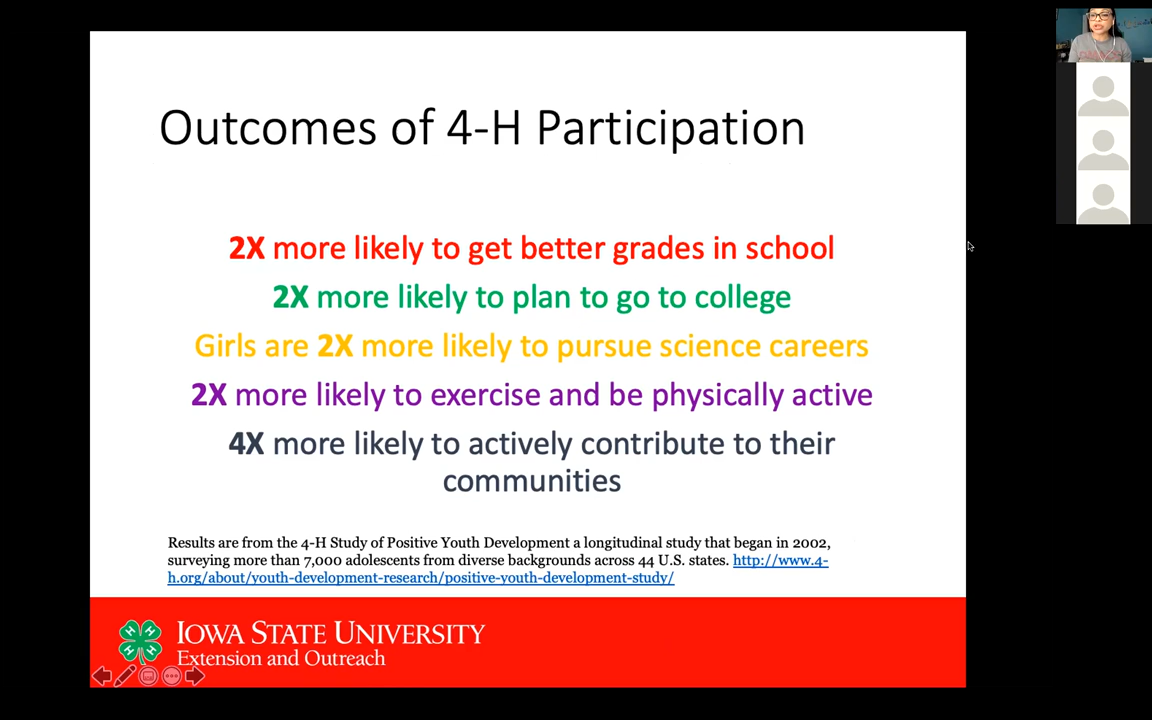 Outcomes of 4-H Participation
2X more likely to get better grades in school
2X more likely to plan to go to college
Girls are 2X more likely to pursue science careers
2X more likely to exercise and be physically active
4X more likely to actively contribute to their
communities
Results are from the 4-H Study of Positive Youth Development a longitudinal study that began in 2002,
surveying more than 7,000 adolescents from diverse backgrounds across 44 U.S. states. http://www.4-
h.org/about/youth-development-research/positive-youth-development-study/
H H
H H
IOWA STATE UNIVERSITY
Extension and Outreach